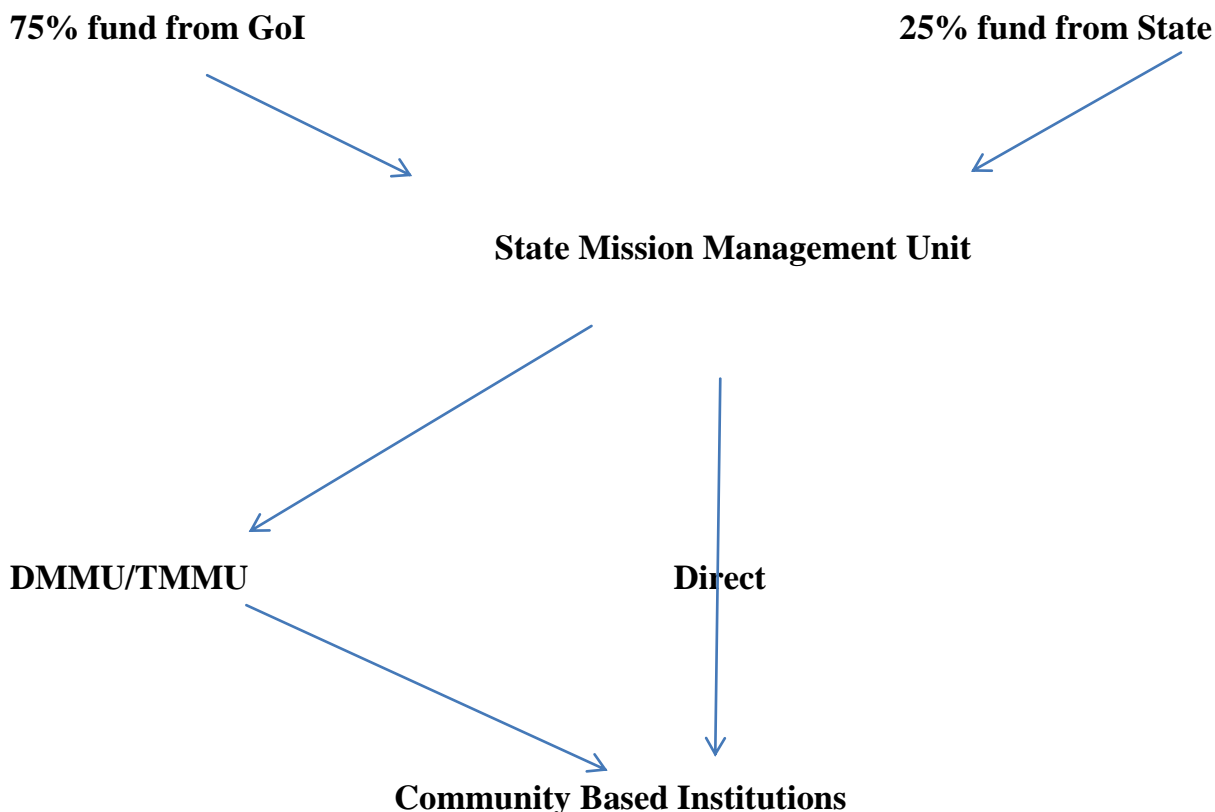 75% fund from GoI
25% fund from State
State Mission Management Unit
DMMU/TMMU
Direct
Community Based Institutions